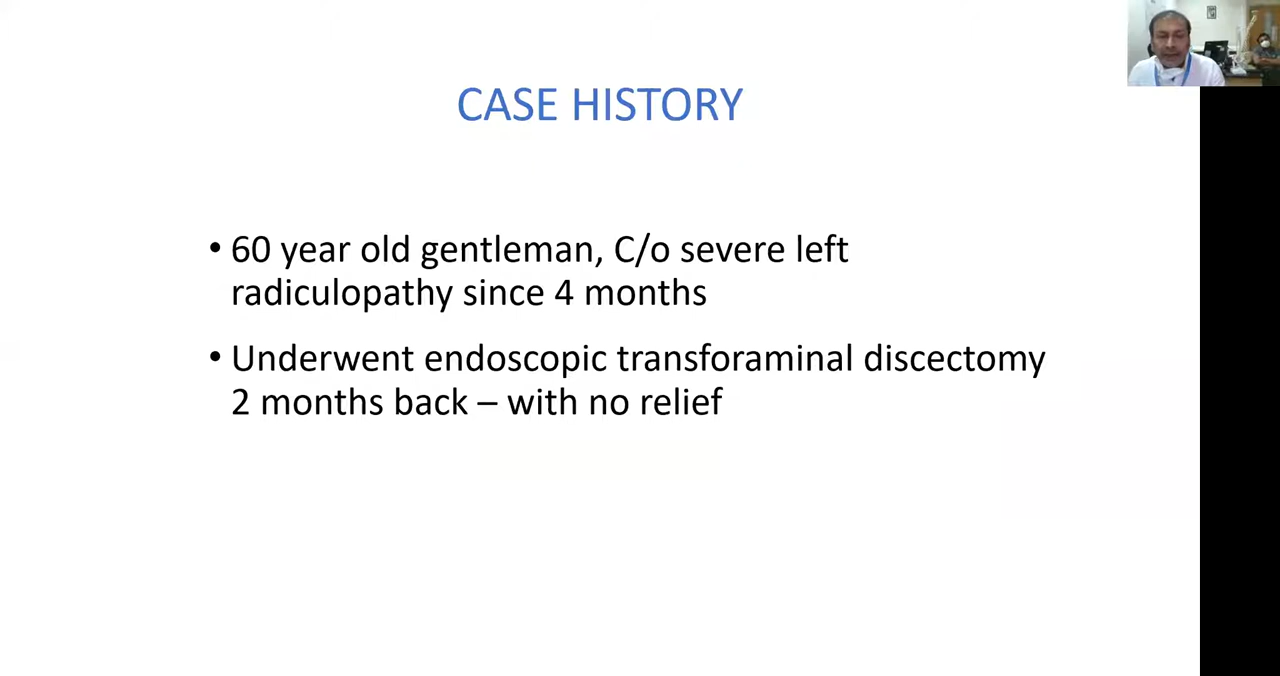 CASE HISTORY
• 60 year old gentleman, C/o severe left
radiculopathy since 4 months
• Underwent endoscopic transforaminal discectomy
2 months back – with no relief